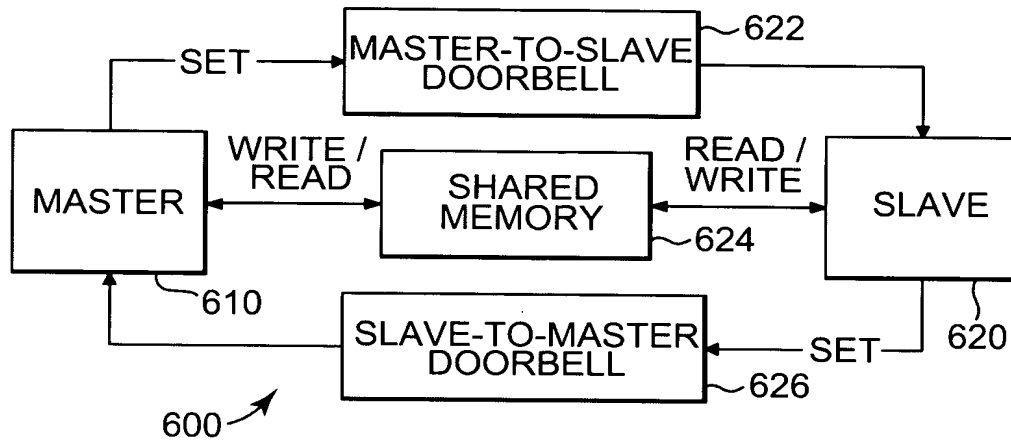 622
SET
MASTER-TO-SLAVE
DOORBELL
WRITE /
READ
READ /
WRITE
MASTER
SHARED
MEMORY
SLAVE
624
610
620
SLAVE-TO-MASTER
DOORBELL
SET
626
600